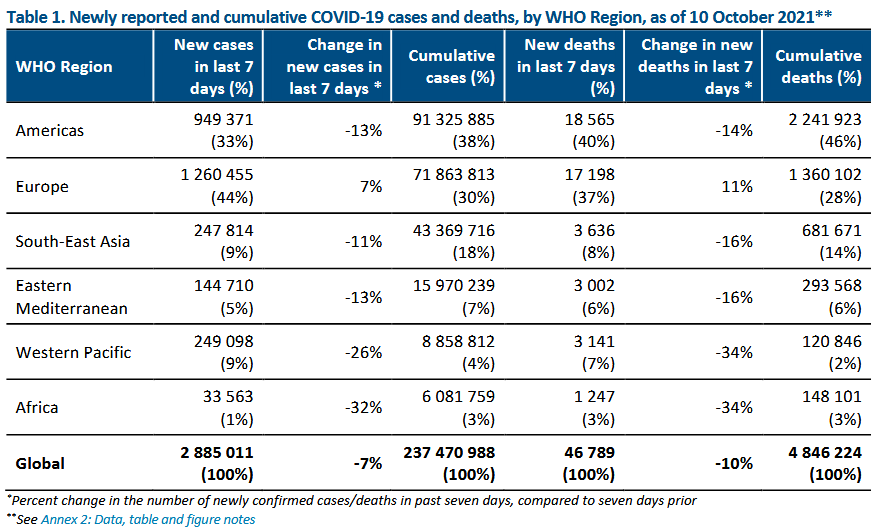 Table 1. Newly reported and cumulative COVID-19 cases and deaths, by WHO Region, as of 10 October 2021**
WHO Region
New cases
in last 7
days (%)
Change in
new cases in
last 7 days *
Cumulative
cases (%)
New deaths
in last 7 days
(%)
Change in new
deaths in last 7
days *
Cumulative
deaths (%)
Americas
949 371
(33%)
-13%
91 325 885
(38%)
18 565
(40%)
-14%
2 241 923
(46%)
Europe
1 260 455
(44%)
7%
71 863 813
(30%)
17 198
(37%)
11%
1 360 102
(28%)
South-East Asia
247 814
(9%)
-11%
43 369 716
(18%)
3 636
(8%)
-16%
681 671
(14%)
Eastern
Mediterranean
144 710
(5%)
-13%
15 970 239
(7%)
3 002
(6%)
-16%
293 568
(6%)
Western Pacific
249 098
(9%)
-26%
8 858 812
(4%)
3 141
(7%)
-34%
120 846
(2%)
Africa
33 563
(1%)
-32%
6 081 759
(3%)
1 247
(3%)
-34%
148 101
(3%)
Global
2 885 011
(100%)
-7%
237 470 988
(100%)
46 789
(100%)
-10%
4 846 224
(100%)
*Percent change in the number of newly confirmed cases/deaths in past seven days, compared to seven days prior
**See Annex 2: Data, table and figure notes